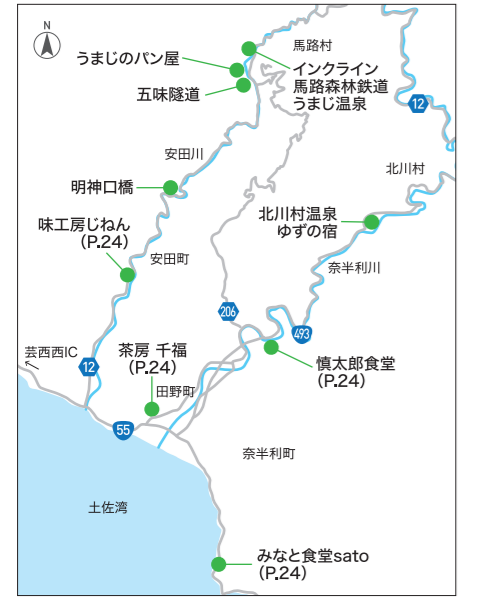 N
馬路村
うまじのパン屋
インクライン
馬路森林鉄道
うまじ温泉
五味隧道
12
安田川
北川村
明神口橋
北川村温泉
ゆずの宿
味工房じねん
(P.24)
安田町
奈半利川
206
493
芸西西IC
茶房 千福
(P.24)
慎太郎食堂
(P.24)
12
田野町
55
奈半利町
土佐湾
みなと食堂sato
(P.24)